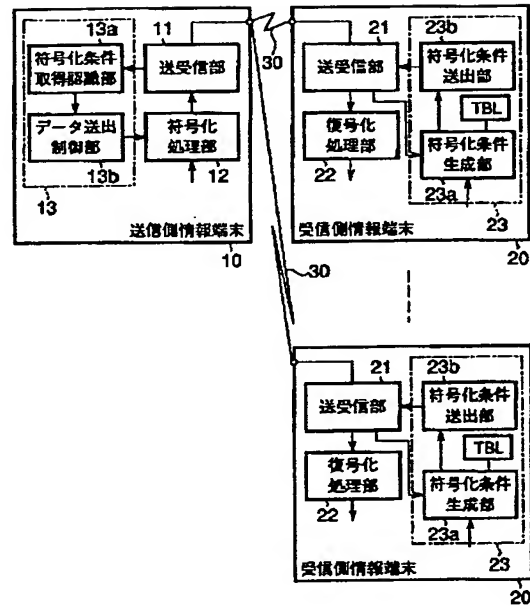 13a
11
符号化条件
取得認識部
送受信部
データ送出
制御部
符号化
処理部
13b
12
13
送信側情報端末
10
30
21
23b
送受信部
符号化条件
送出部
TBL
復号化
処理部
22
符号化条件
生成部
23a
23
受信側情報端末
20
30
21
23b
送受信部
符号化条件
送出部
TBL
復号化
処理部
22
符号化条件
生成部
23a
23
受信側情報端末
20